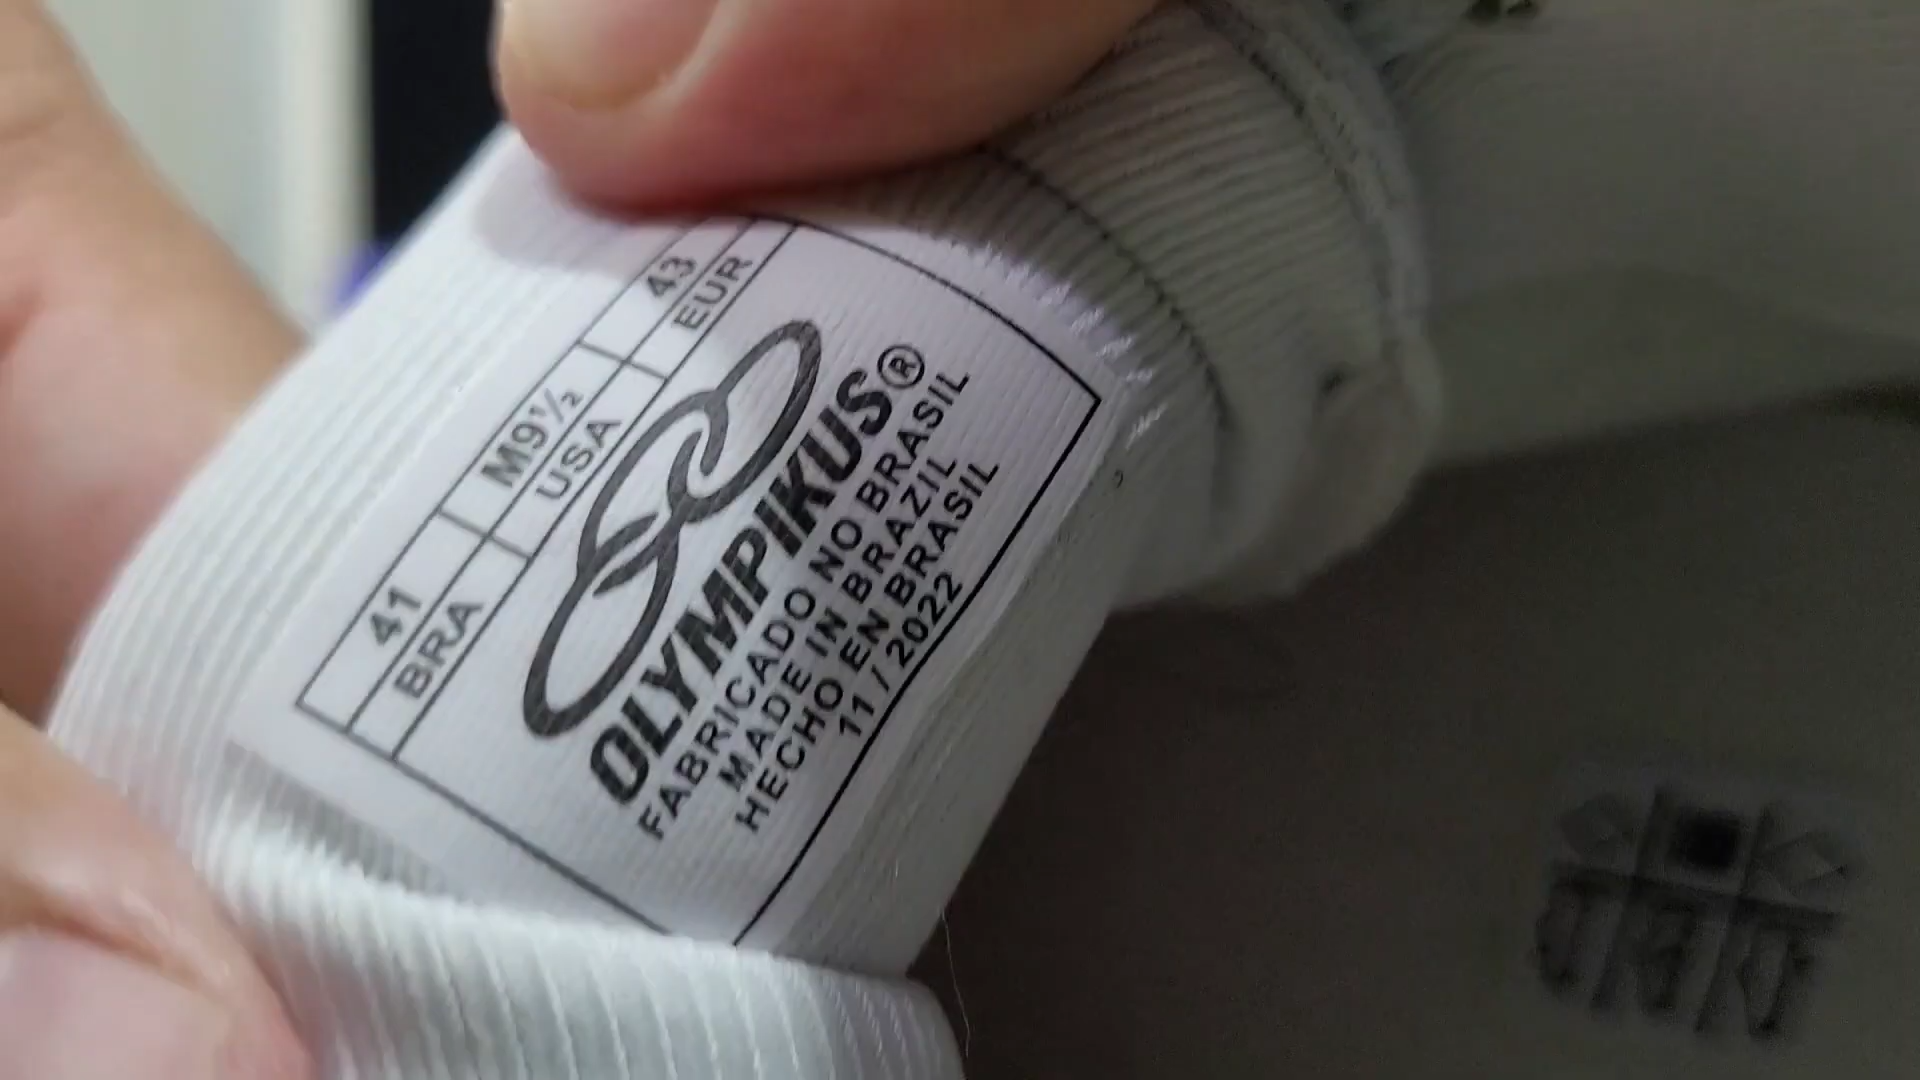 41 M9½ 43
BRA USA EUR
OLYMPIKUS®
FABRICADO NO BRASIL
MADE IN BRAZIL
HECHO EN BRASIL
11/2022